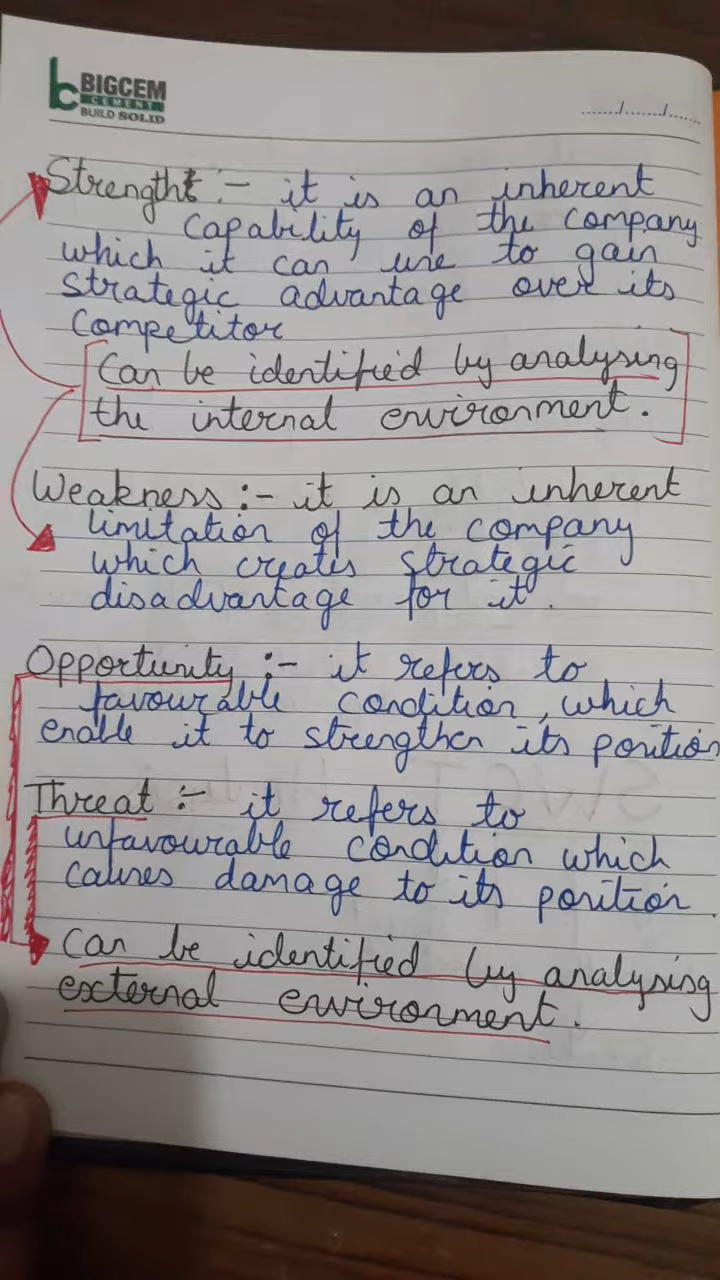 BIGCEM
CEMENT
BUILD SOLID
......./......./.......
Strenght :- it is an inherent
capability of the company
which it can use to gain
strategic advantage over its
Competitor
Can be identified by analysing
the internal environment.
Weakness :- it is an inherent
limitation of the company
which creates strategic
disadvantage for it.
Opportunity :- it refers to
favourable condition, which
enable it to strengthen its position
Threat :- it refers to
unfavourable condition which
causes damage to its position.
Can be identified by analysing
external environment.